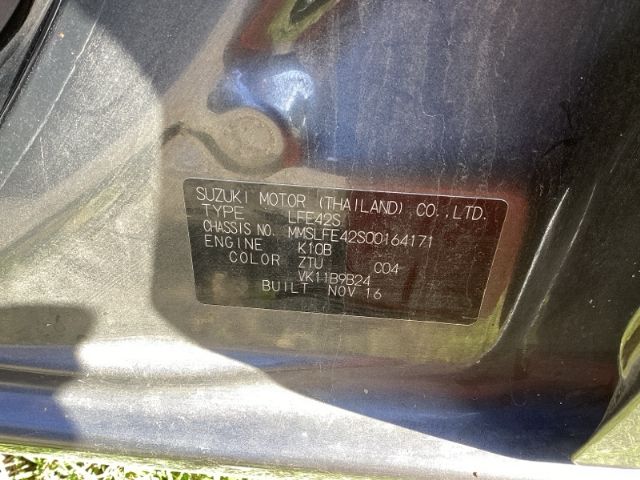 SUZUKI MOTOR (THAILAND) CO.,LTD.
TYPE LFE42S
CHASSIS NO. MMSLFE42S00164171
ENGINE K10B
COLOR ZTU C04
VK11B9B24
BUILT NOV 16